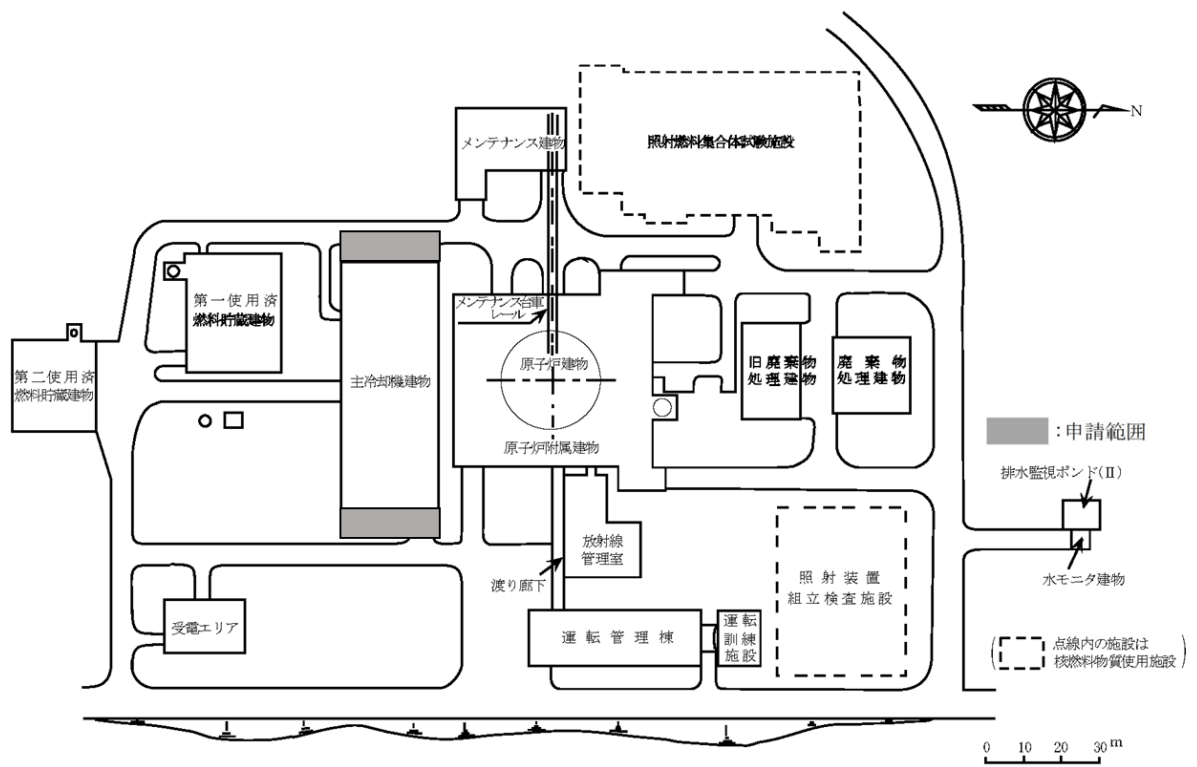 N
メンテナンス建物
照射燃料集合体試験施設
第一使用済
燃料貯蔵建物
メンテナンス台車
レール
第二使用済
燃料貯蔵建物
主冷却機建物
原子炉建物
旧廃棄物
処理建物
廃棄物
処理建物
原子炉附属建物
:申請範囲
排水監視ポンド(Ⅱ)
放射線
管理室
渡り廊下
照射装置
組立検査施設
水モニタ建物
受電エリア
運転管理棟
運転
訓練
施設
点線内の施設は
核燃料物質使用施設
0 10 20 30 m